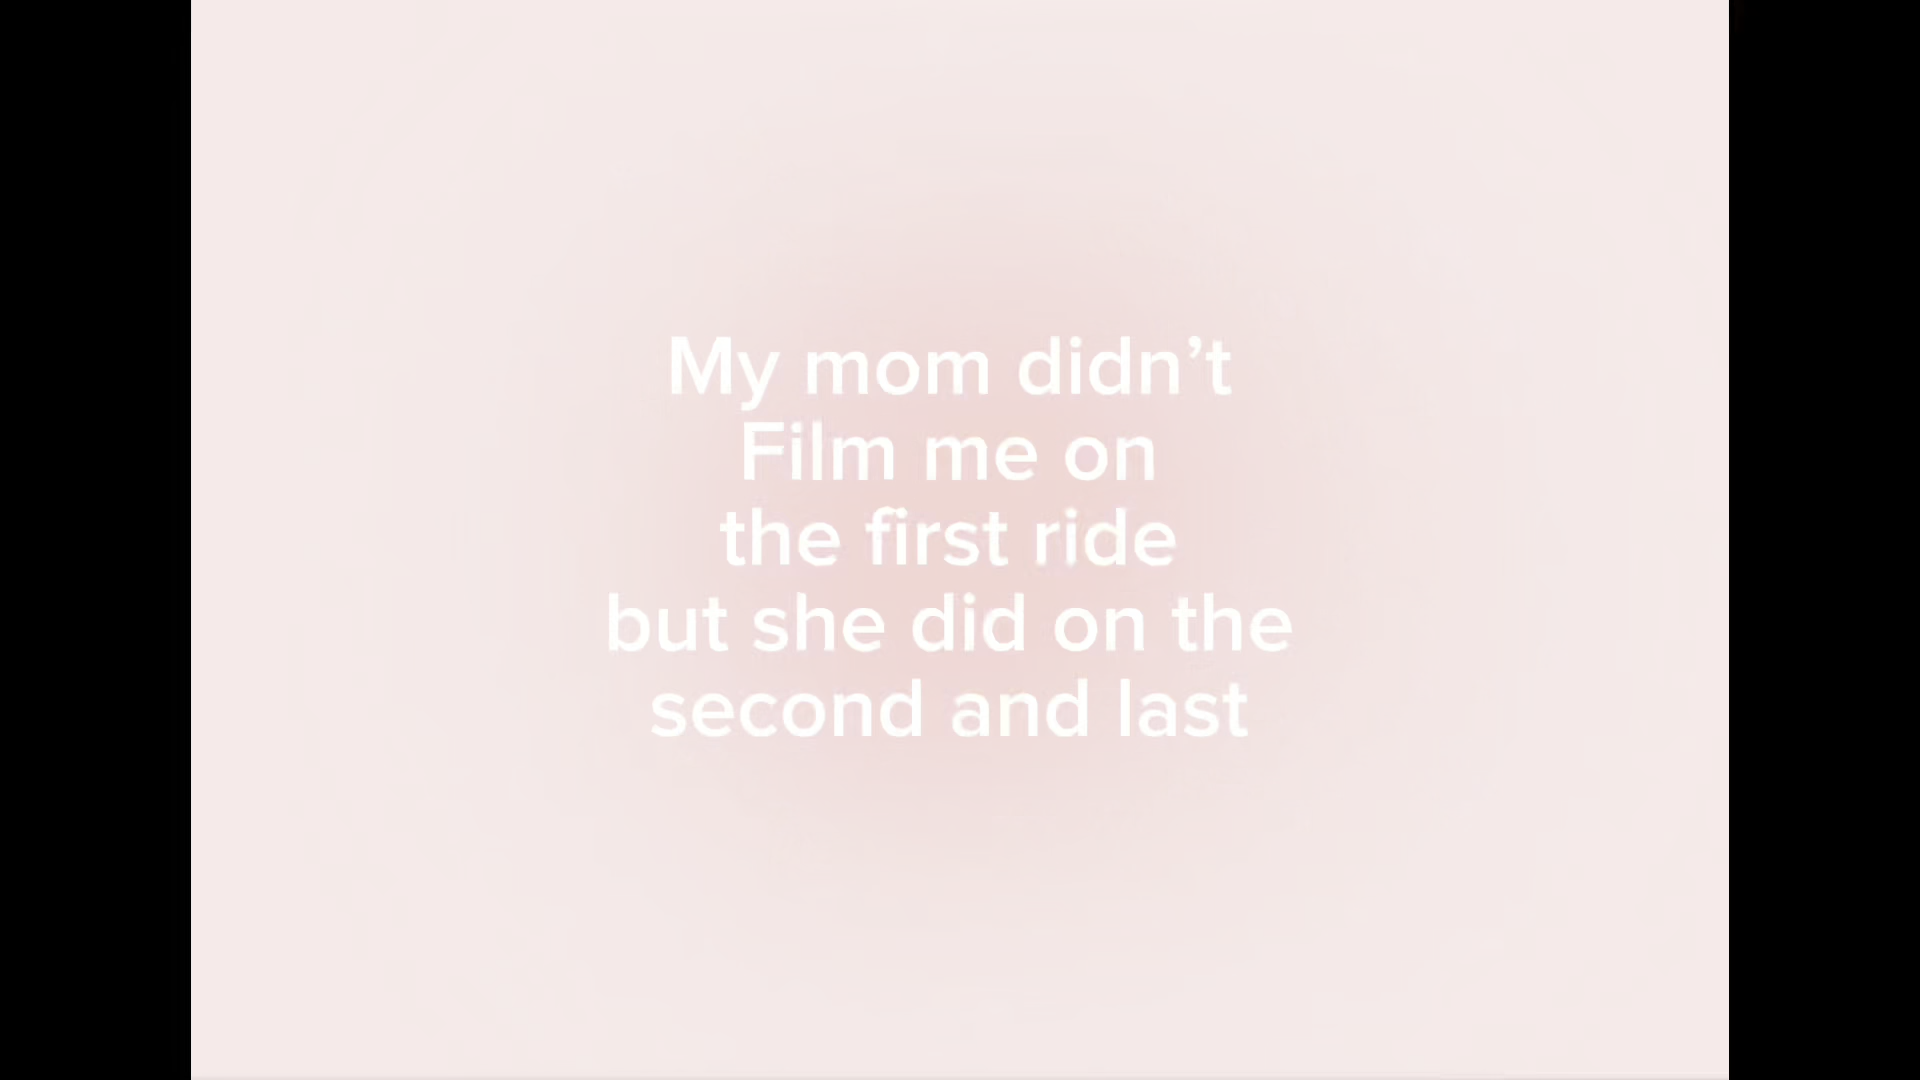 My mom didn’t
Film me on
the first ride
but she did on the
second and last